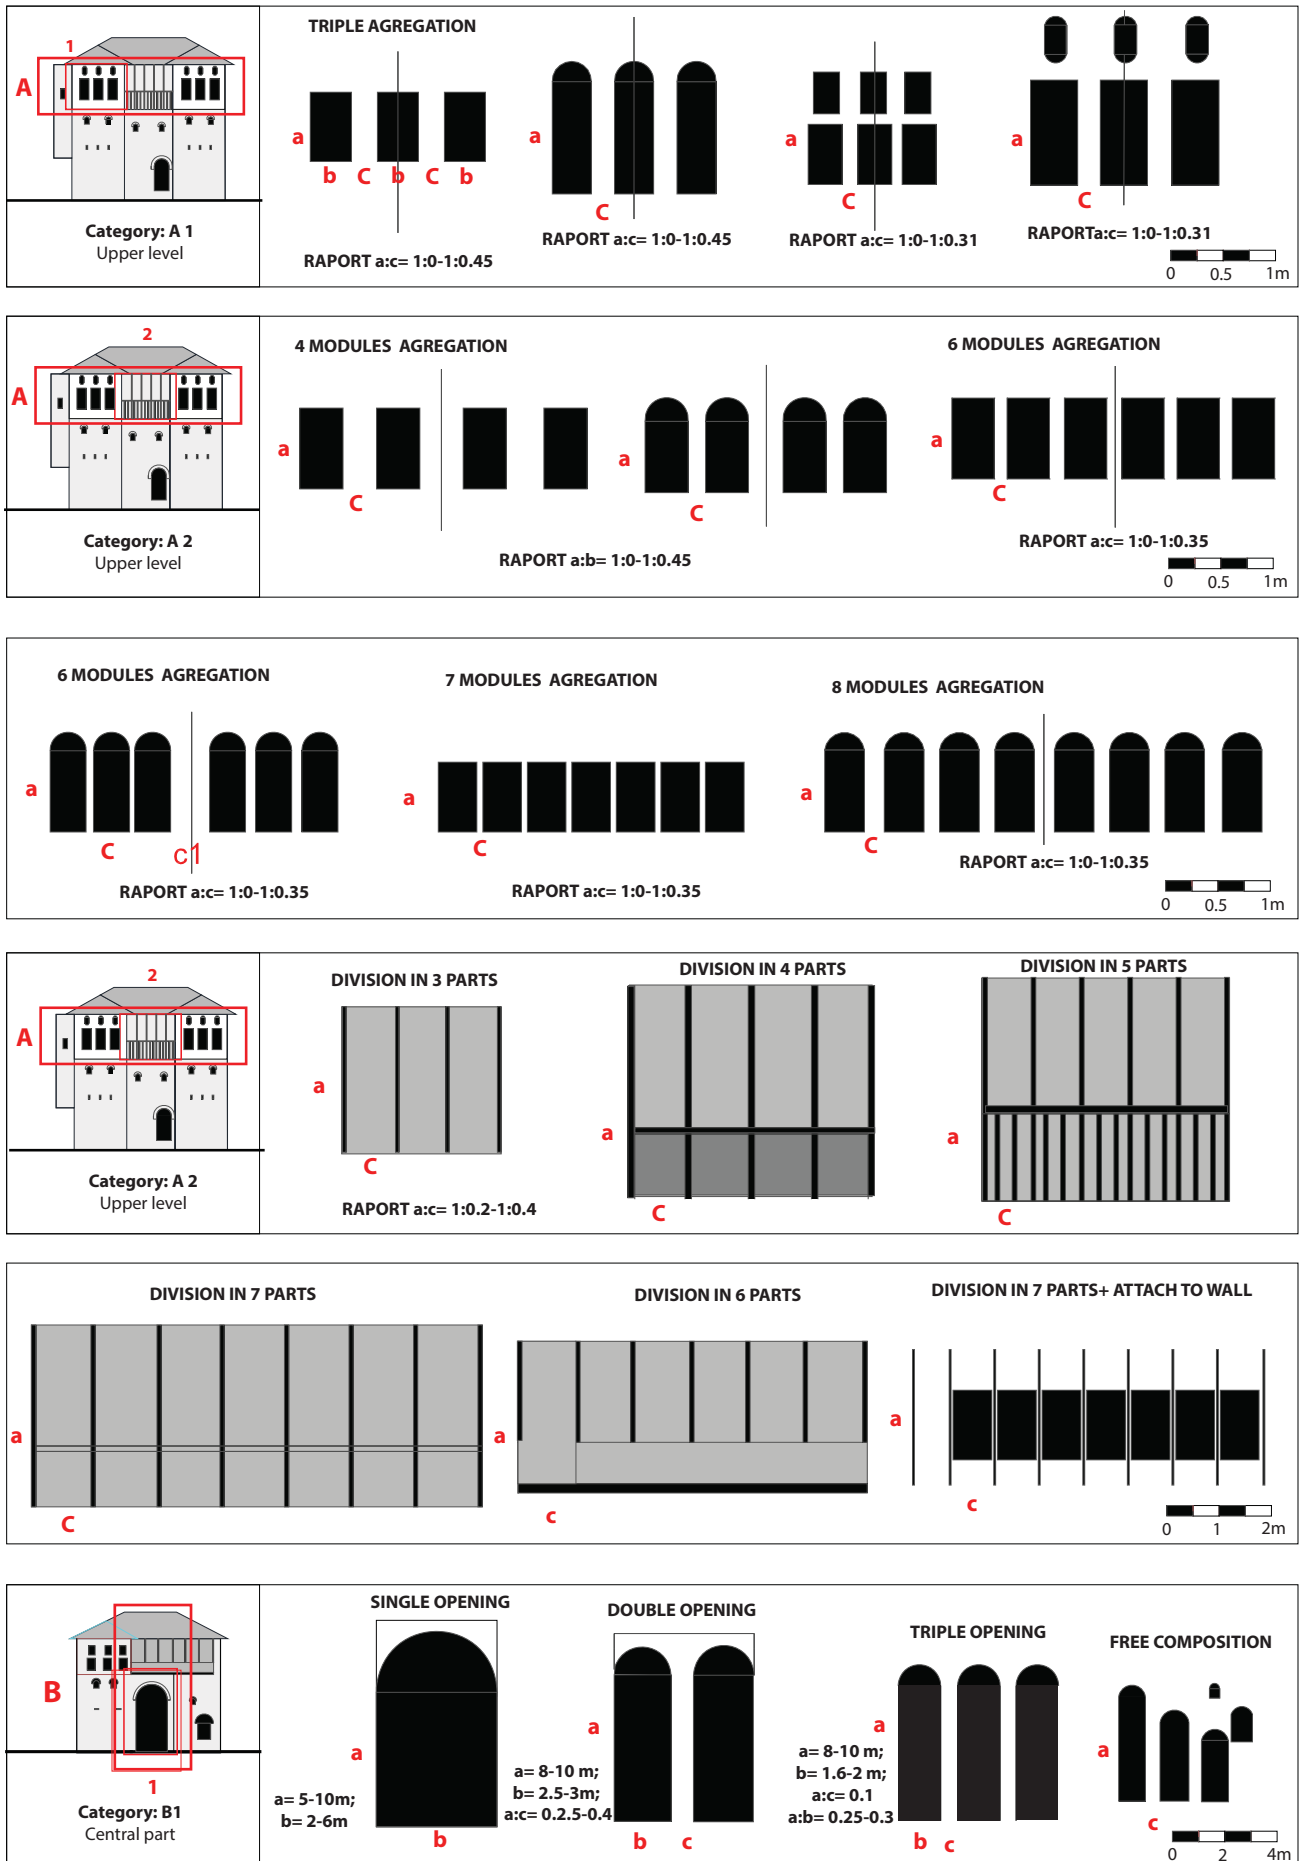 1
A
Category: A 1
Upper level
TRIPLE AGREGATION
a
b C b C b
RAPORT a:c= 1:0-1:0.45
a
C
RAPORT a:c= 1:0-1:0.45
a
C
RAPORT a:c= 1:0-1:0.31
a
C
RAPORTa:c= 1:0-1:0.31
0 0.5 1m
2
A
Category: A 2
Upper level
4 MODULES AGREGATION
a
C
a
C
RAPORT a:b= 1:0-1:0.45
6 MODULES AGREGATION
a
C
RAPORT a:c= 1:0-1:0.35
0 0.5 1m
6 MODULES AGREGATION
a
C c1
RAPORT a:c= 1:0-1:0.35
7 MODULES AGREGATION
a
C
RAPORT a:c= 1:0-1:0.35
8 MODULES AGREGATION
a
C
RAPORT a:c= 1:0-1:0.35
0 0.5 1m
2
A
Category: A 2
Upper level
DIVISION IN 3 PARTS
a
C
RAPORT a:c= 1:0.2-1:0.4
DIVISION IN 4 PARTS
a
C
DIVISION IN 5 PARTS
a
C
DIVISION IN 7 PARTS
a
C
DIVISION IN 6 PARTS
a
c
DIVISION IN 7 PARTS+ ATTACH TO WALL
a
c
0 1 2m
B
1
Category: B1
Central part
SINGLE OPENING
a
a= 5-10m;
b= 2-6m
b
DOUBLE OPENING
a
a= 8-10 m;
b= 2.5-3m;
a:c= 0.2.5-0.4
b c
TRIPLE OPENING
a
a= 8-10 m;
b= 1.6-2 m;
a:c= 0.1
a:b= 0.25-0.3
b c
FREE COMPOSITION
a
c
0 2 4m